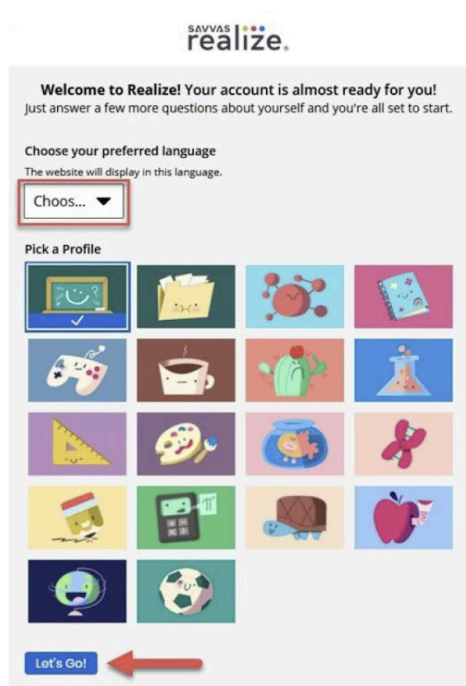 SAVVAS
realize.
Welcome to Realize! Your account is almost ready for you!
Just answer a few more questions about yourself and you're all set to start.
Choose your preferred language
The website will display in this language.
Choos...
Pick a Profile
π
Let's Go!